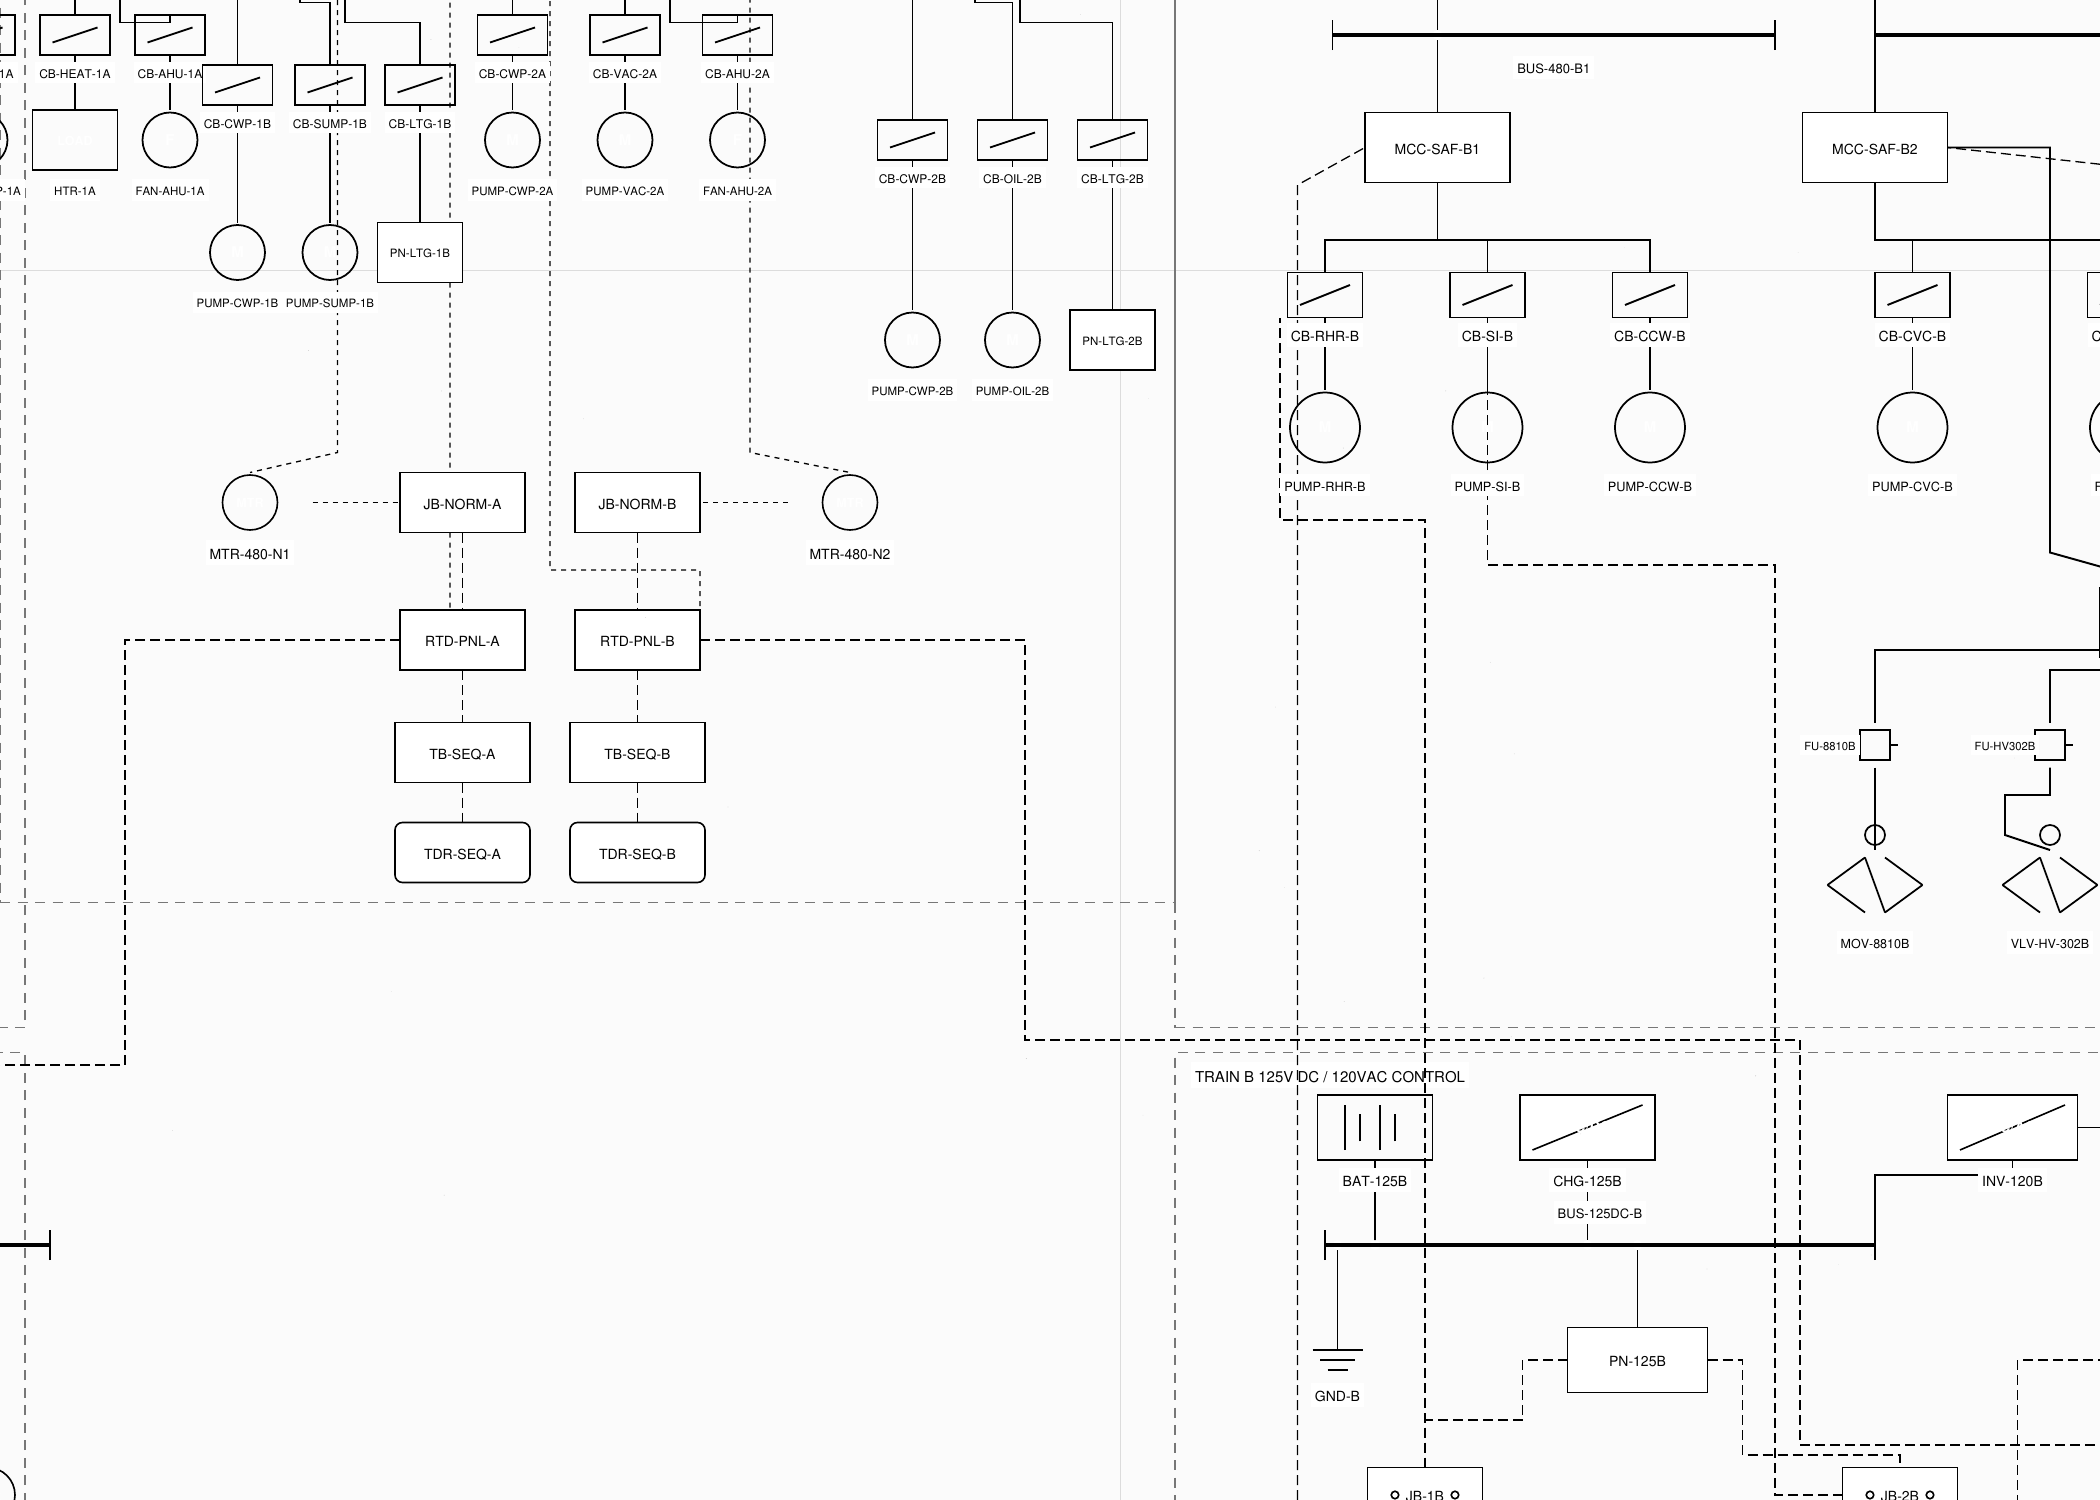 BUS-480-B1
1A
CB-HEAT-1A
CB-AHU-1A
CB-CWP-2A
CB-VAC-2A
CB-AHU-2A
CB-CWP-1B
CB-SUMP-1B
CB-LTG-1B
MCC-SAF-B1
MCC-SAF-B2
CB-CWP-2B
CB-OIL-2B
CB-LTG-2B
P-1A
HTR-1A
FAN-AHU-1A
PUMP-CWP-2A
PUMP-VAC-2A
FAN-AHU-2A
PN-LTG-1B
PUMP-CWP-1B
PUMP-SUMP-1B
CB-RHR-B
CB-SI-B
CB-CCW-B
CB-CVC-B
C
PN-LTG-2B
PUMP-CWP-2B
PUMP-OIL-2B
PUMP-RHR-B
PUMP-SI-B
PUMP-CCW-B
PUMP-CVC-B
JB-NORM-A
JB-NORM-B
MTR-480-N1
MTR-480-N2
RTD-PNL-A
RTD-PNL-B
TB-SEQ-A
TB-SEQ-B
FU-8810B
FU-HV302B
TDR-SEQ-A
TDR-SEQ-B
MOV-8810B
VLV-HV-302B
TRAIN B 125V DC / 120VAC CONTROL
BAT-125B
CHG-125B
INV-120B
BUS-125DC-B
PN-125B
GND-B
JB-1B
JB-2B